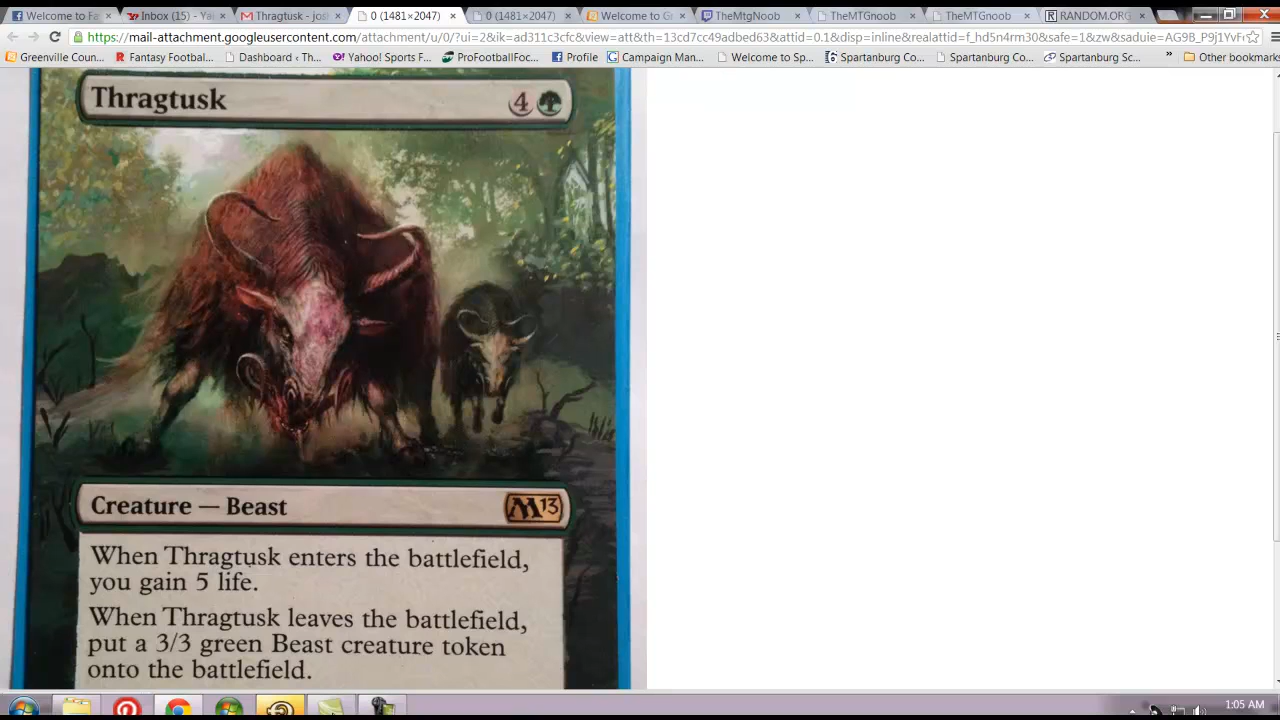 Welcome to Fa
Inbox (15) - Ya
Thragtusk - jos
0 (1481×2047)
0 (1481×2047)
Welcome to G
TheMtgNoob
TheMTGnoob
TheMTGnoob
RANDOM.ORG
https://mail-attachment.googleusercontent.com/attachment/u/0/?ui=2&ik=ad311c3cfc&view=att&th=13cd7cc49adbed63&attid=0.1&disp=inline&realattid=f_hd5n4rm30&safe=1&zw&saduie=AG9B_P9j1YvF
Greenville Coun...
Fantasy Footbal...
Dashboard ‹ Th...
Yahoo! Sports F...
ProFootballFoc...
Profile
Campaign Man...
Welcome to Sp...
Spartanburg Co...
Spartanburg Co...
Spartanburg Sc...
»
Other bookmarks
Thragtusk 4
Creature — Beast M13
When Thragtusk enters the battlefield,
you gain 5 life.
When Thragtusk leaves the battlefield,
put a 3/3 green Beast creature token
onto the battlefield.
1:05 AM